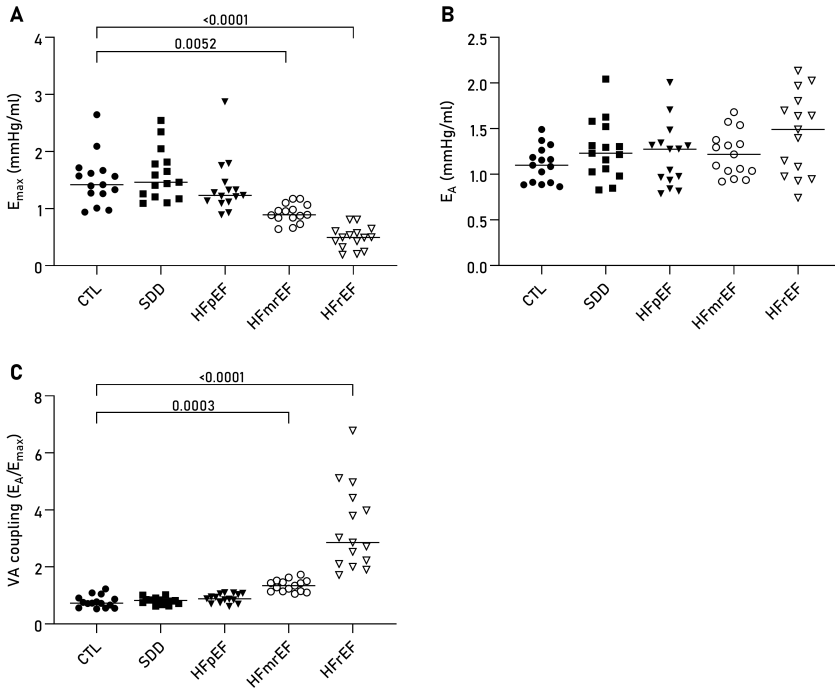 A
<0.0001
0.0052
4
3
2
1
0
Emax (mmHg/ml)
CTL
SDD
HFpEF
HFmrEF
HFrEF
B
2.5
2.0
1.5
1.0
0.5
0.0
EA (mmHg/ml)
CTL
SDD
HFpEF
HFmrEF
HFrEF
C
<0.0001
0.0003
8
6
4
2
0
VA coupling (EA/Emax)
CTL
SDD
HFpEF
HFmrEF
HFrEF